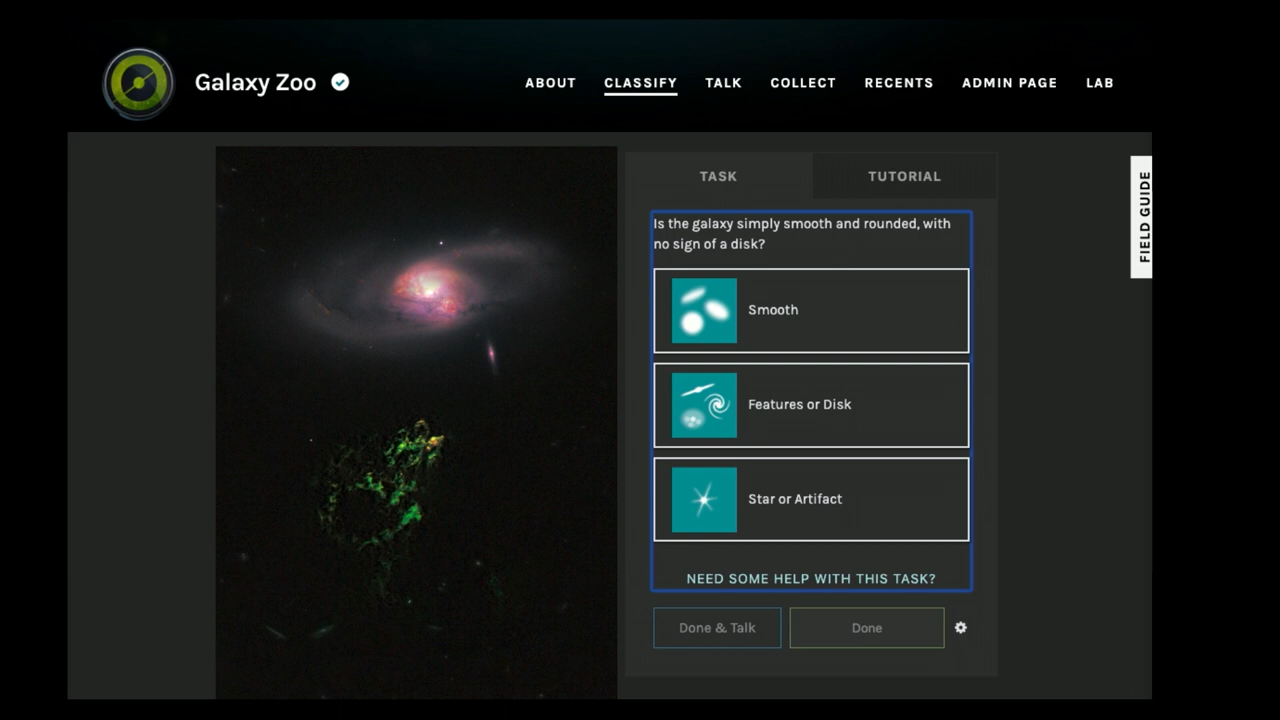 Galaxy Zoo
ABOUT CLASSIFY TALK COLLECT RECENTS ADMIN PAGE LAB
TASK TUTORIAL
FIELD GUIDE
Is the galaxy simply smooth and rounded, with
no sign of a disk?
Smooth
Features or Disk
Star or Artifact
NEED SOME HELP WITH THIS TASK?
Done & Talk Done